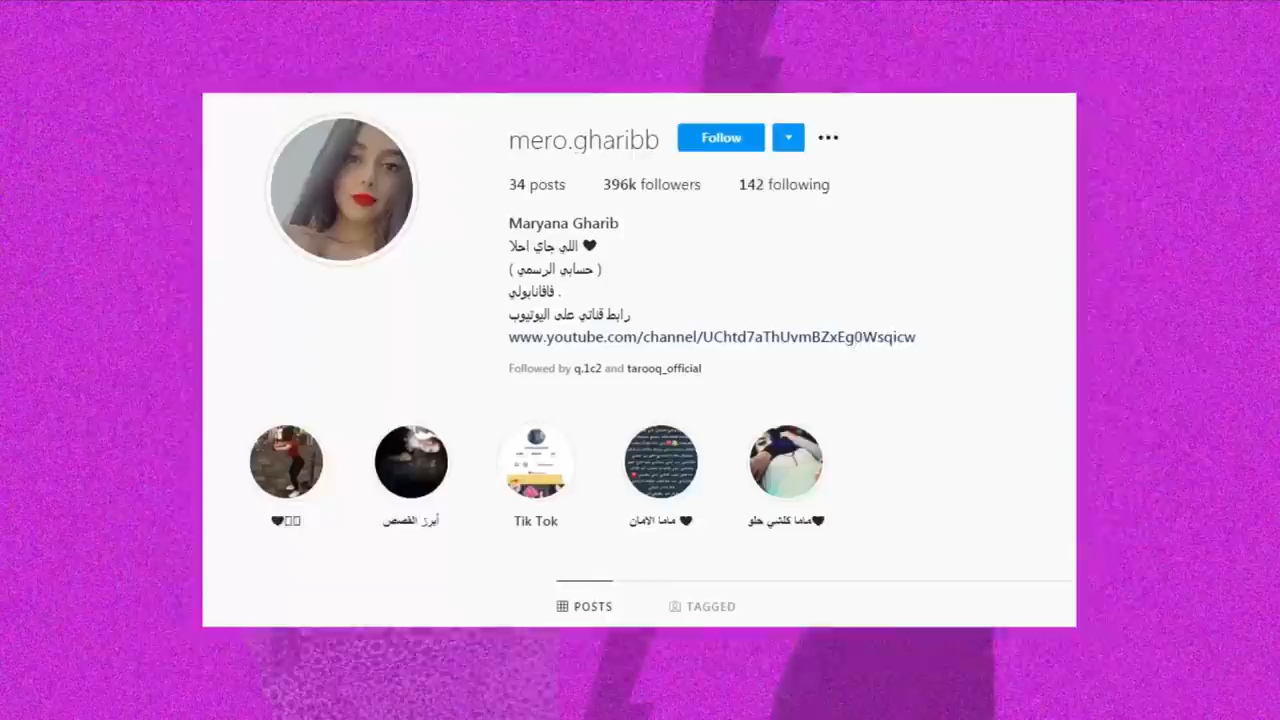 mero.gharibb Follow
34 posts 396k followers 142 following
Maryana Gharib
اللي جاي احلا 🖤
( حسابي الرسمي )
فافانابولي .
رابط قناتي على اليوتيوب
www.youtube.com/channel/UChtd7aThUvmBZxEg0Wsqicw
Followed by q.1c2 and tarooq_official
🖤
أبرز القصص
Tik Tok
ماما الامان 🖤
ماما كلشي حلو🖤
POSTS TAGGED